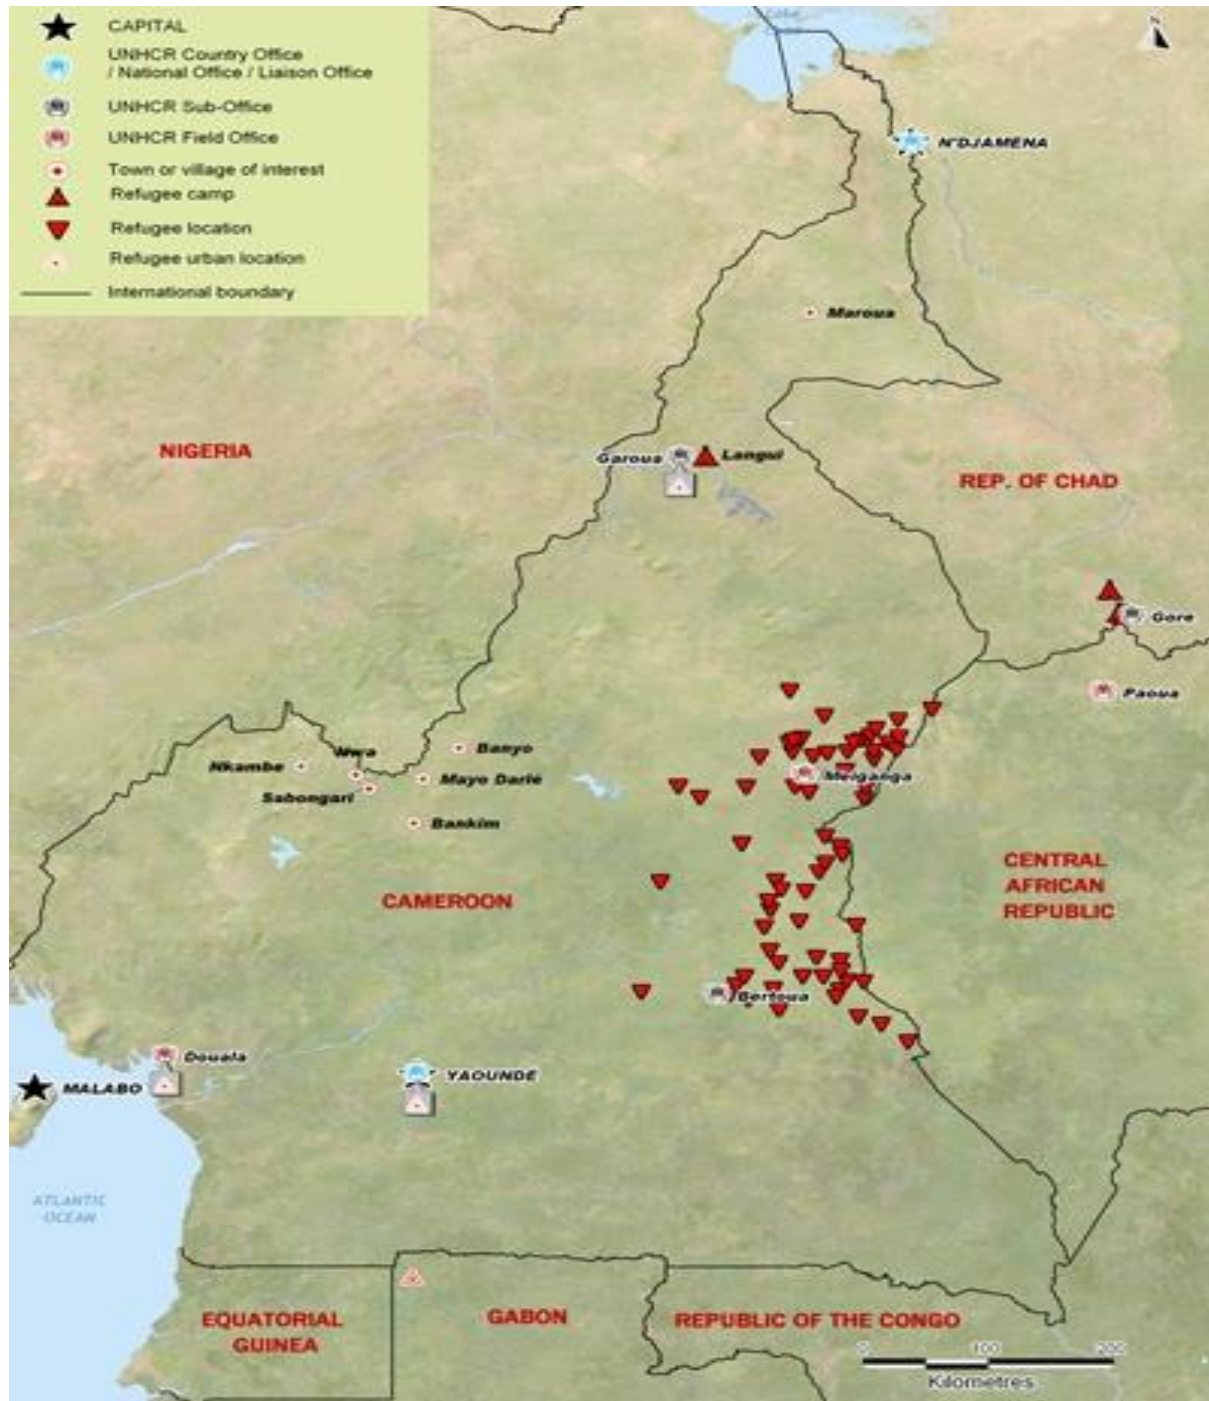 CAPITAL
UNHCR Country Office
/ National Office / Liaison Office
UNHCR Sub-Office
UNHCR Field Office
Town or village of interest
Refugee camp
Refugee location
Refugee urban location
International boundary
N
N'DJAMENA
Maroua
NIGERIA
Garoua
Langui
REP. OF CHAD
Gore
Paoua
Nwa
Banyo
Nkambe
Mayo Darlé
Sabongari
Meiganga
Bankim
CENTRAL
AFRICAN
REPUBLIC
CAMEROON
Bertoua
Douala
MALABO
YAOUNDE
ATLANTIC
OCEAN
EQUATORIAL
GUINEA
GABON
REPUBLIC OF THE CONGO
0 100 200
Kilometres